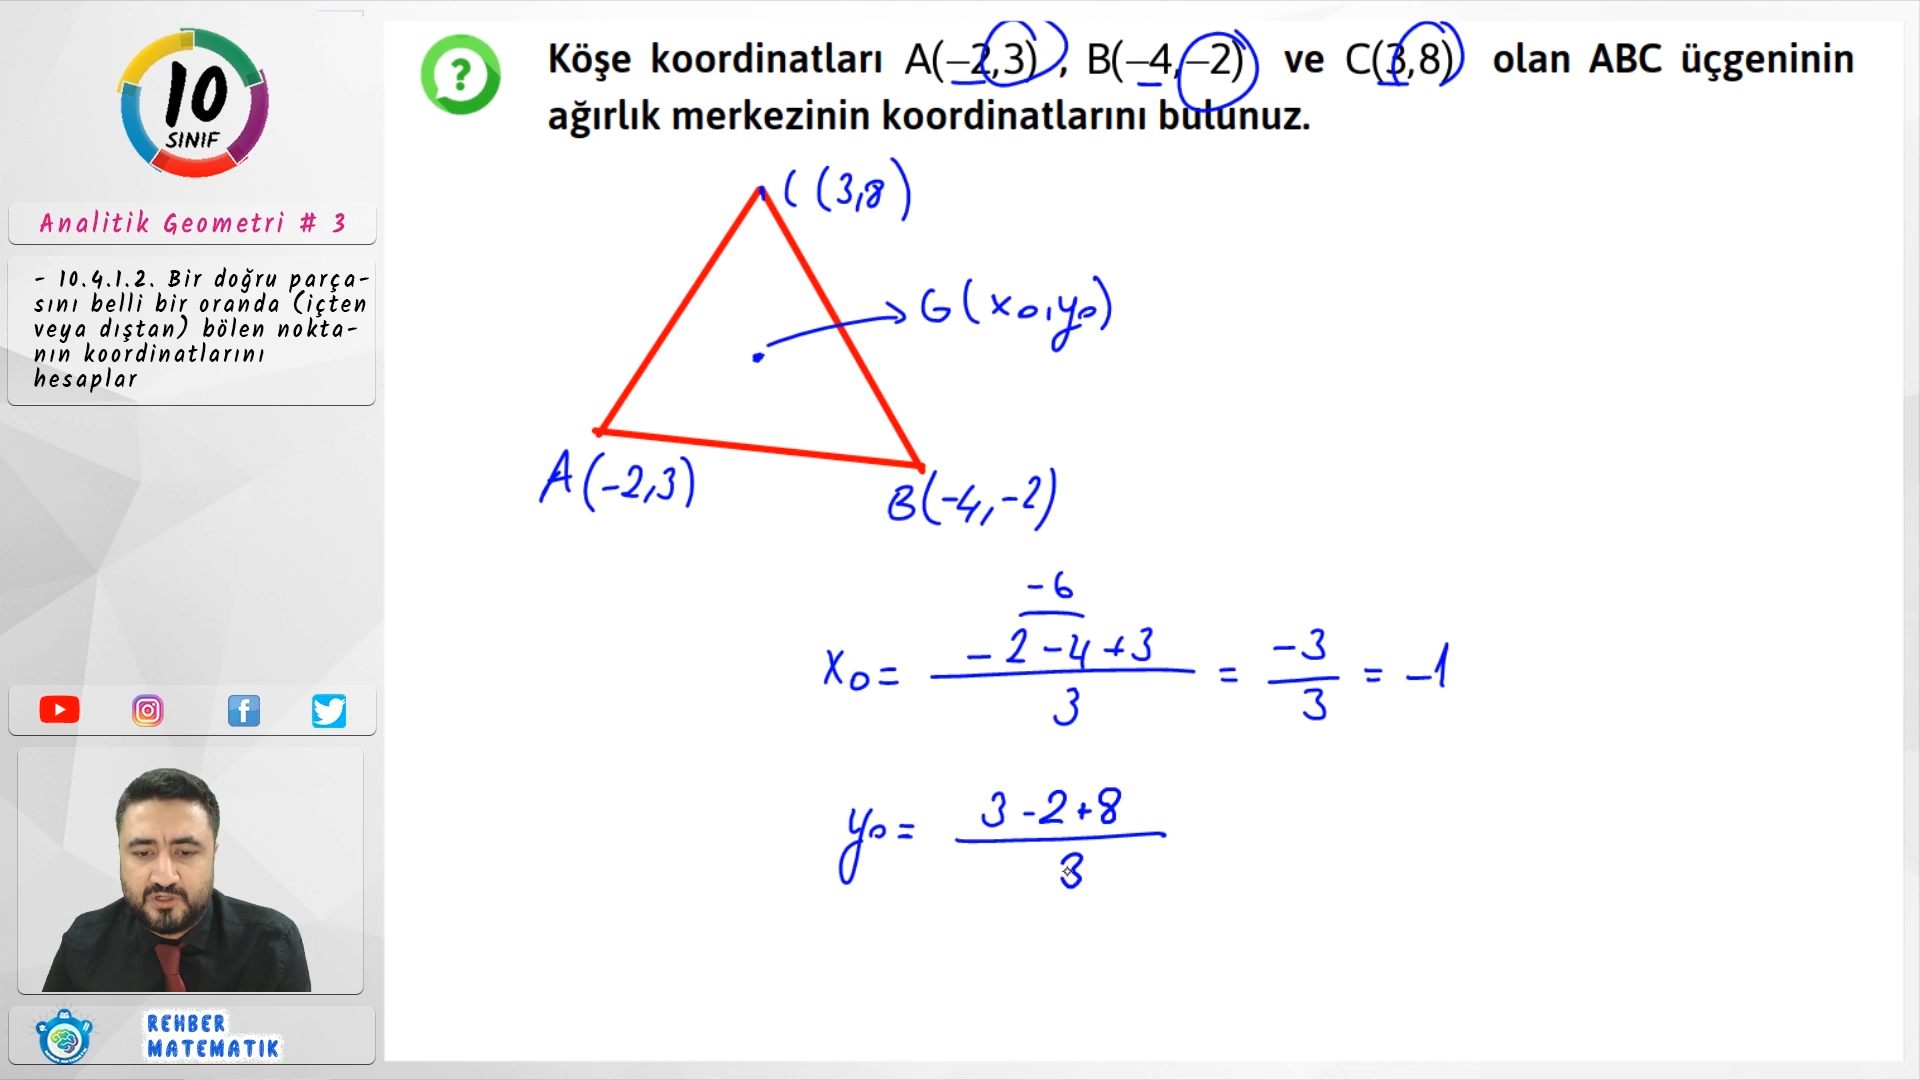 10
SINIF
Analitik Geometri # 3
- 10.4.1.2. Bir doğru parça-
sını belli bir oranda (içten
veya dıştan) bölen nokta-
nın koordinatlarını
hesaplar
REHBER
MATEMATİK
Köşe koordinatları A(–2,3), B(–4,–2) ve C(3,8) olan ABC üçgeninin
ağırlık merkezinin koordinatlarını bulunuz.
C(3,8)
G(x₀,y₀)
A(-2,3)
B(-4,-2)
-6
x₀ = (-2-4+3)/3 = -3/3 = -1
y₀ = (3-2+8)/3